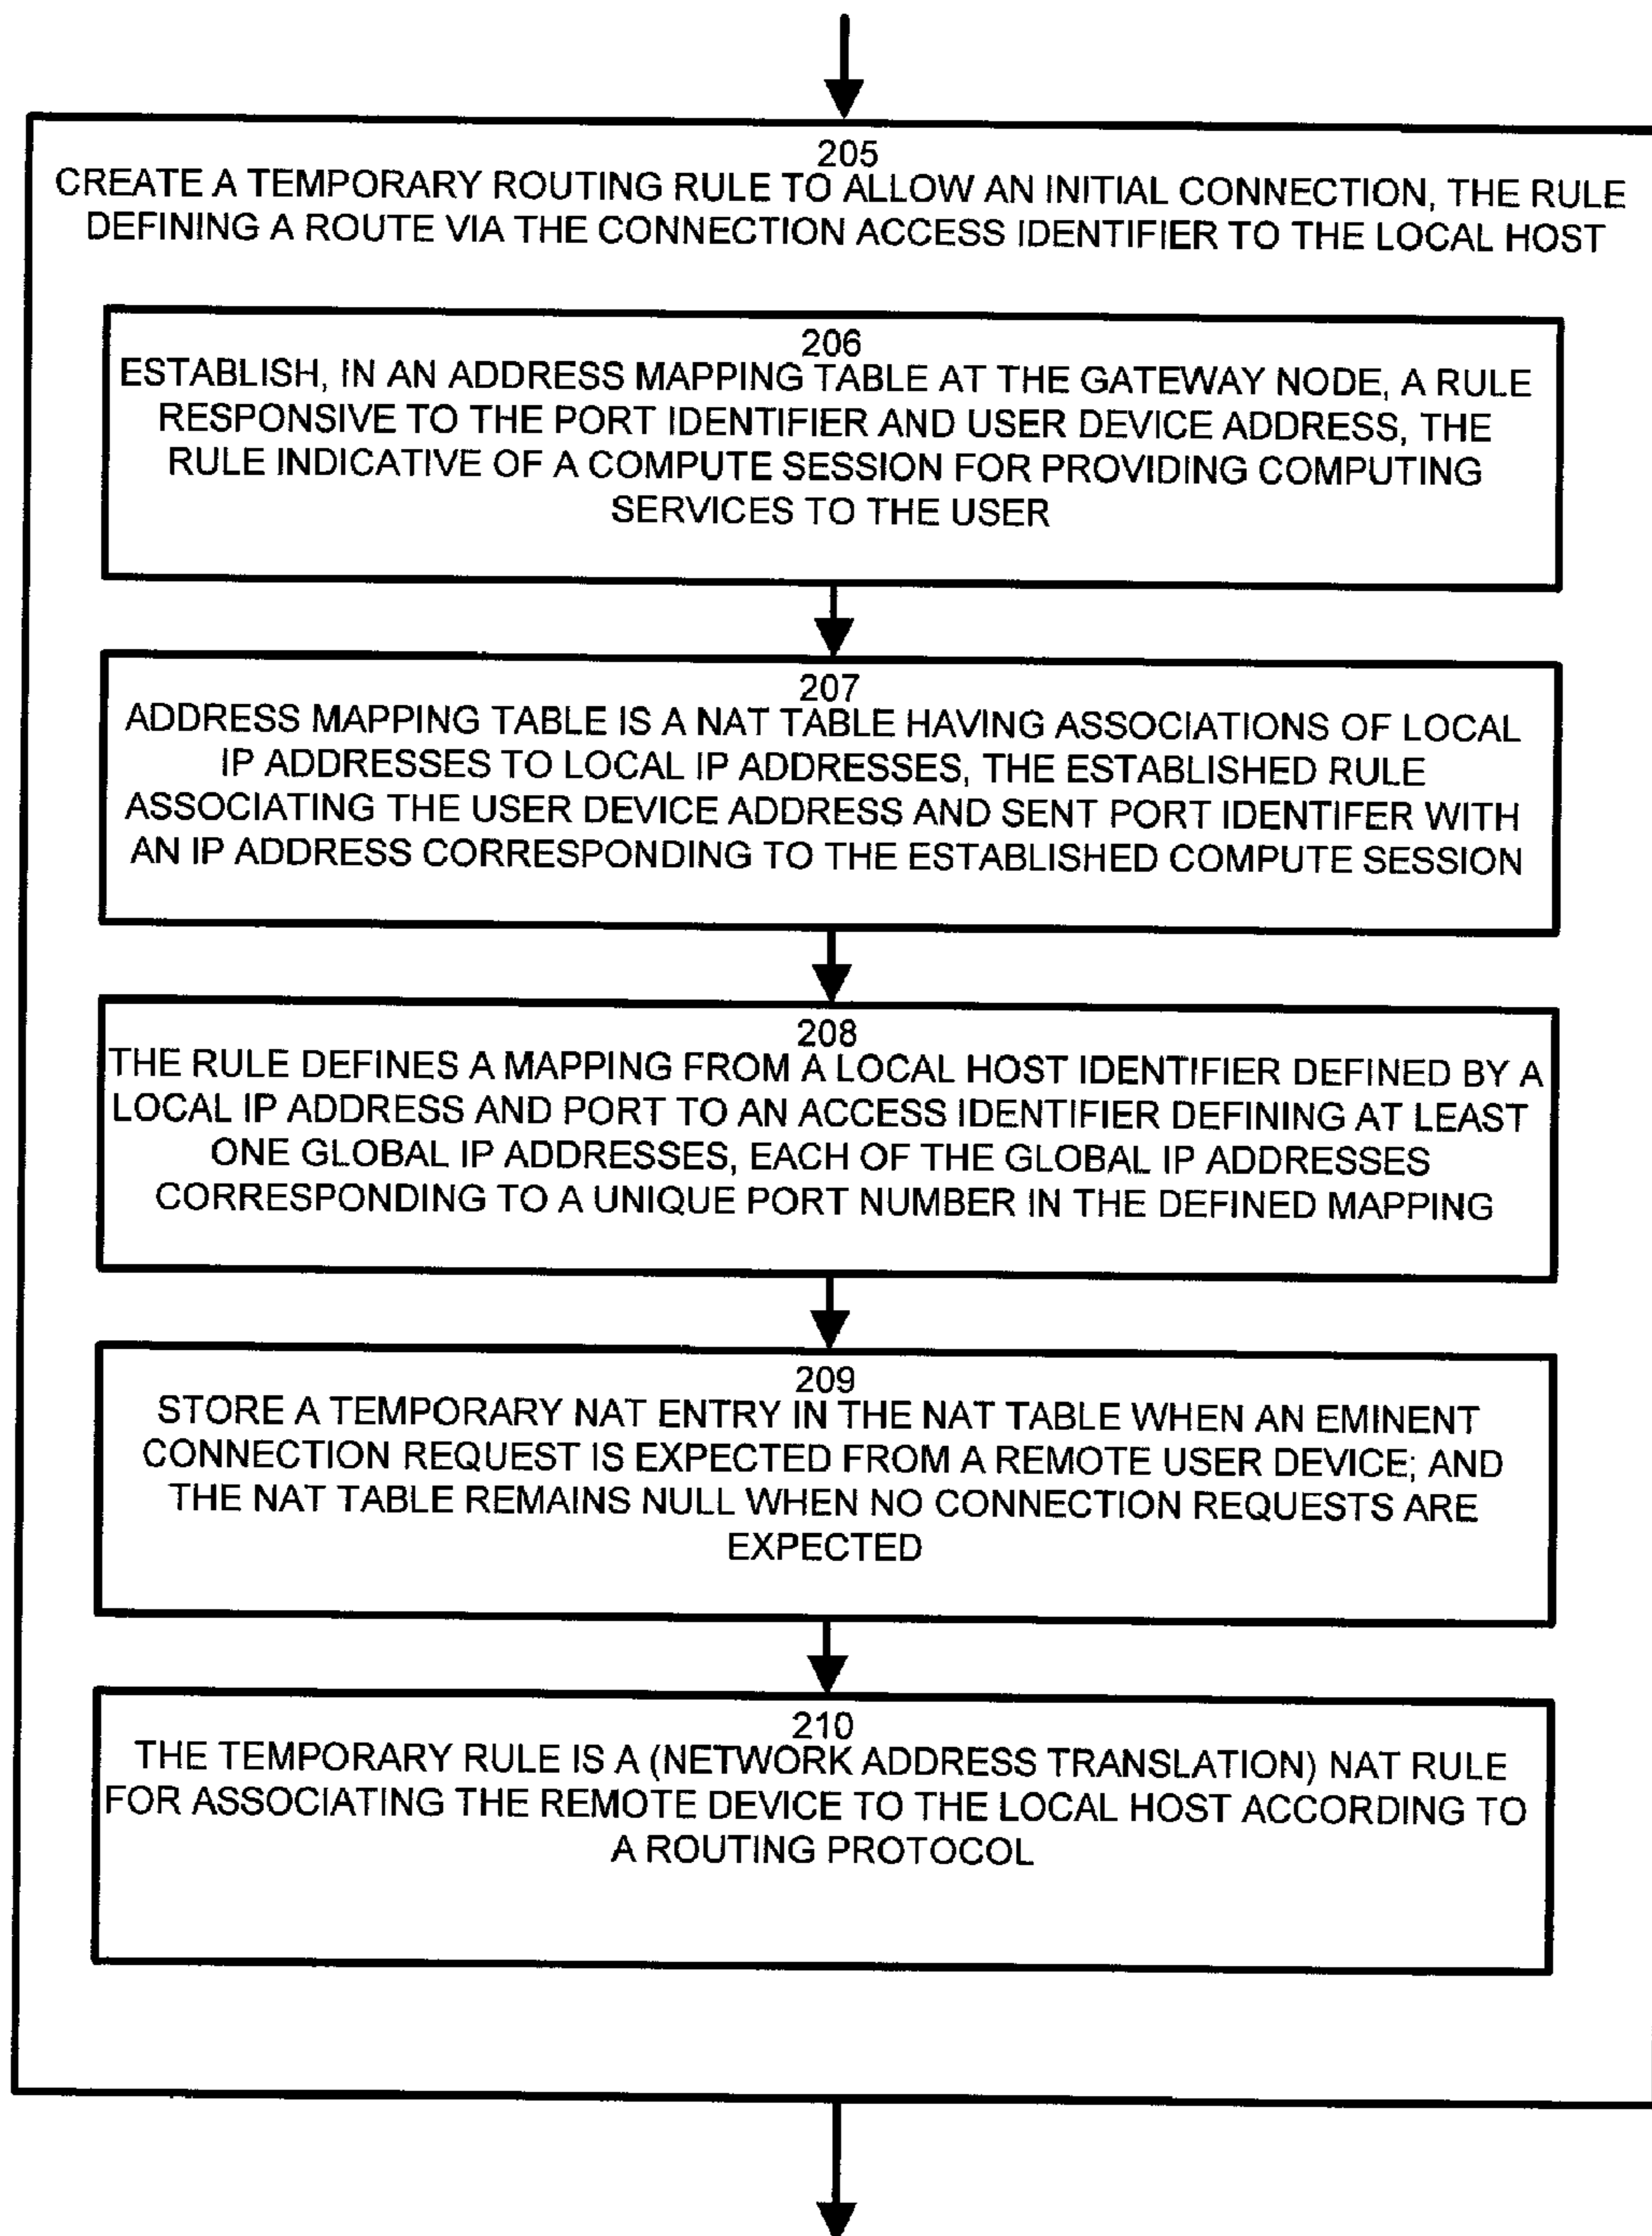 205
CREATE A TEMPORARY ROUTING RULE TO ALLOW AN INITIAL CONNECTION, THE RULE
DEFINING A ROUTE VIA THE CONNECTION ACCESS IDENTIFIER TO THE LOCAL HOST
206
ESTABLISH, IN AN ADDRESS MAPPING TABLE AT THE GATEWAY NODE, A RULE
RESPONSIVE TO THE PORT IDENTIFIER AND USER DEVICE ADDRESS, THE
RULE INDICATIVE OF A COMPUTE SESSION FOR PROVIDING COMPUTING
SERVICES TO THE USER
207
ADDRESS MAPPING TABLE IS A NAT TABLE HAVING ASSOCIATIONS OF LOCAL
IP ADDRESSES TO LOCAL IP ADDRESSES, THE ESTABLISHED RULE
ASSOCIATING THE USER DEVICE ADDRESS AND SENT PORT IDENTIFER WITH
AN IP ADDRESS CORRESPONDING TO THE ESTABLISHED COMPUTE SESSION
208
THE RULE DEFINES A MAPPING FROM A LOCAL HOST IDENTIFIER DEFINED BY A
LOCAL IP ADDRESS AND PORT TO AN ACCESS IDENTIFIER DEFINING AT LEAST
ONE GLOBAL IP ADDRESSES, EACH OF THE GLOBAL IP ADDRESSES
CORRESPONDING TO A UNIQUE PORT NUMBER IN THE DEFINED MAPPING
209
STORE A TEMPORARY NAT ENTRY IN THE NAT TABLE WHEN AN EMINENT
CONNECTION REQUEST IS EXPECTED FROM A REMOTE USER DEVICE; AND
THE NAT TABLE REMAINS NULL WHEN NO CONNECTION REQUESTS ARE
EXPECTED
210
THE TEMPORARY RULE IS A (NETWORK ADDRESS TRANSLATION) NAT RULE
FOR ASSOCIATING THE REMOTE DEVICE TO THE LOCAL HOST ACCORDING TO
A ROUTING PROTOCOL